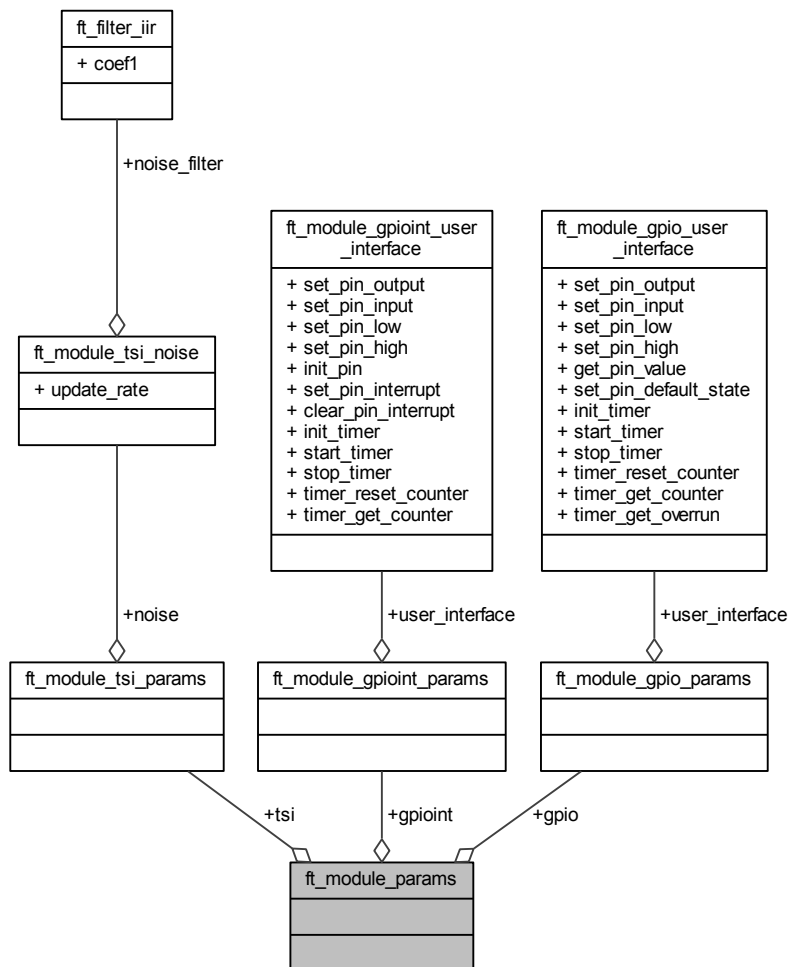 ft_filter_iir
+ coef1
+noise_filter
ft_module_tsi_noise
+ update_rate
+noise
ft_module_tsi_params
ft_module_gpioint_user
_interface
+ set_pin_output
+ set_pin_input
+ set_pin_low
+ set_pin_high
+ init_pin
+ set_pin_interrupt
+ clear_pin_interrupt
+ init_timer
+ start_timer
+ stop_timer
+ timer_reset_counter
+ timer_get_counter
+user_interface
ft_module_gpioint_params
ft_module_gpio_user
_interface
+ set_pin_output
+ set_pin_input
+ set_pin_low
+ set_pin_high
+ get_pin_value
+ set_pin_default_state
+ init_timer
+ start_timer
+ stop_timer
+ timer_reset_counter
+ timer_get_counter
+ timer_get_overrun
+user_interface
ft_module_gpio_params
+tsi
+gpioint
+gpio
ft_module_params